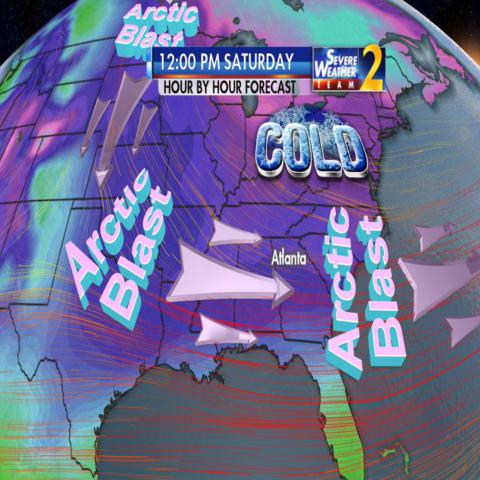 Arctic
Blast
12:00 PM SATURDAY
HOUR BY HOUR FORECAST
SEVERE
WEATHER
TEAM
2
COLD
Arctic
Blast
Atlanta
Arctic
Blast